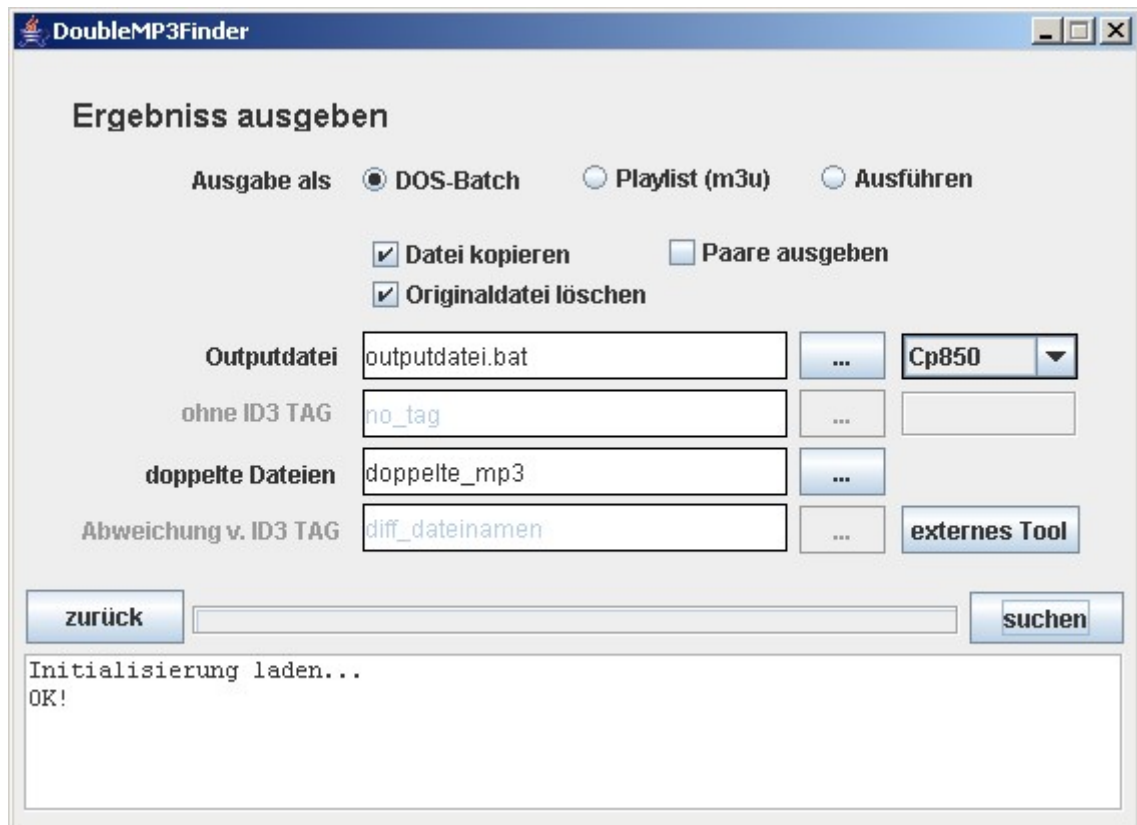 DoubleMP3Finder
Ergebniss ausgeben
Ausgabe als DOS-Batch Playlist (m3u) Ausführen
Datei kopieren Paare ausgeben
Originaldatei löschen
Outputdatei outputdatei.bat ... Cp850
ohne ID3 TAG no_tag ...
doppelte Dateien doppelte_mp3 ...
Abweichung v. ID3 TAG diff_dateinamen ... externes Tool
zurück suchen
Initialisierung laden...
OK!